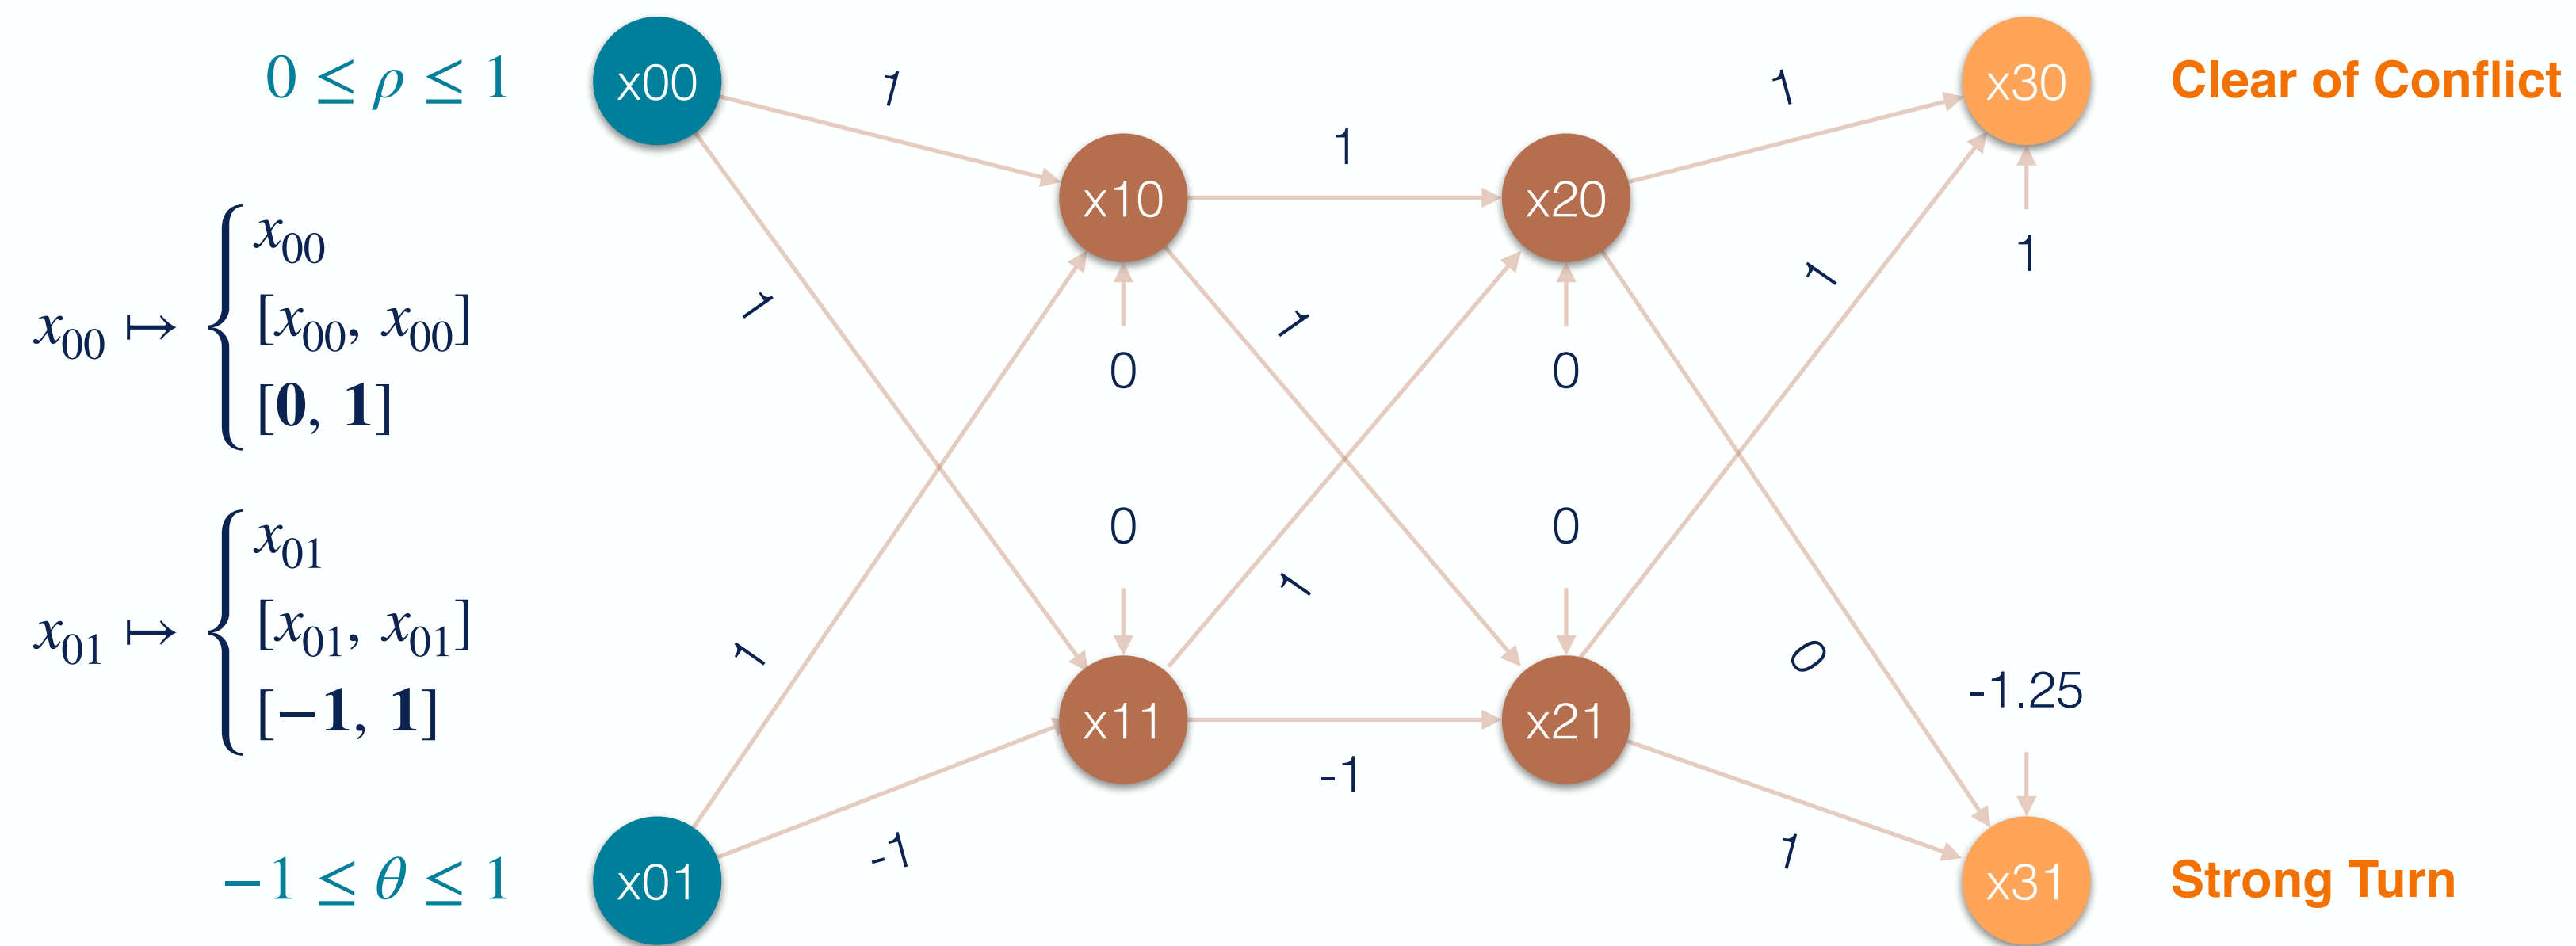 0 ≤ ρ ≤ 1
x00
1
x10
1
x20
1
x30
Clear of Conflict
1
x₀₀ ↦ { x₀₀
[x₀₀, x₀₀]
[0, 1]
1
1
1
0
0
x₀₁ ↦ { x₀₁
[x₀₁, x₀₁]
[−1, 1]
0
0
1
1
0
-1.25
x11
-1
x21
−1 ≤ θ ≤ 1
x01
-1
1
x31
Strong Turn